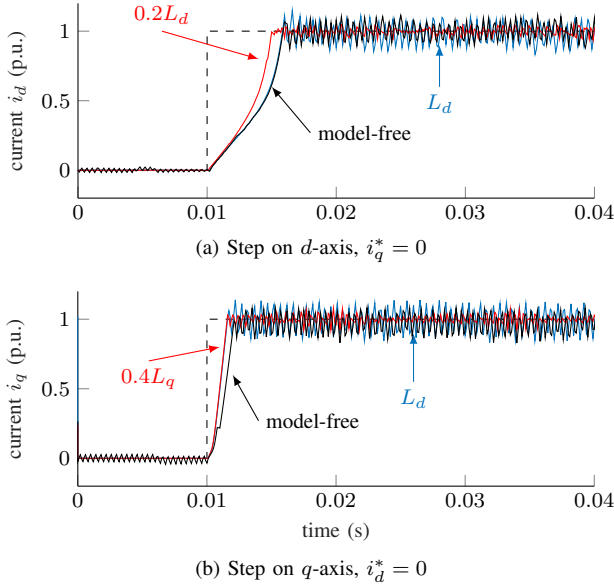 0.2L_d
1
0.5
0
current i_d (p.u.)
L_d
model-free
0 0.01 0.02 0.03 0.04
(a) Step on d-axis, i_q^* = 0
1
0.5
0
current i_q (p.u.)
0.4L_q
L_d
model-free
0 0.01 0.02 0.03 0.04
time (s)
(b) Step on q-axis, i_d^* = 0